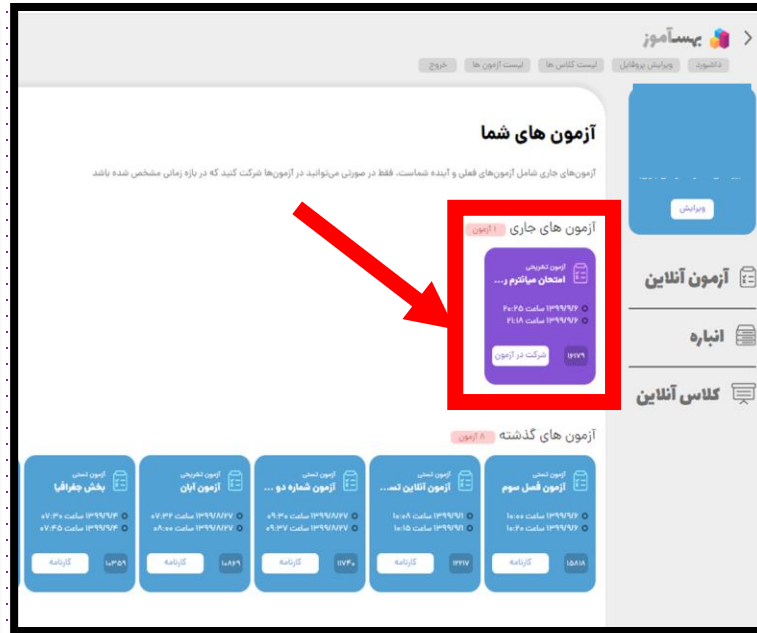 بهست‌آموز
داشبورد ویرایش پروفایل لیست کلاس ها لیست آزمون ها خروج
ویرایش
آزمون آنلاین
انباره
کلاس آنلاین
آزمون های شما
آزمون‌های جاری شامل آزمون‌های فعلی و آینده شماست. فقط در صورتی می‌توانید در آزمون‌ها شرکت کنید که در بازه زمانی مشخص شده باشد
آزمون های جاری ۱ آزمون
آزمون تشریحی
امتحان میانترم ر...
۱۳۹۹/۹/۶ ساعت ۲۰:۲۵
۱۳۹۹/۹/۶ ساعت ۲۱:۱۸
۱۶۱۷۹ شرکت در آزمون
آزمون های گذشته ۸ آزمون
آزمون تستی
آزمون فصل سوم
۱۳۹۹/۹/۶ ساعت ۱۰:۰۰
۱۳۹۹/۹/۶ ساعت ۱۰:۲۰
۱۵۸۱۸ کارنامه
آزمون تستی
آزمون آنلاین تس...
۱۳۹۹/۹/۱ ساعت ۱۰:۰۸
۱۳۹۹/۹/۱ ساعت ۱۰:۱۵
کارنامه
آزمون تستی
آزمون شماره دو ...
۱۳۹۹/۸/۲۷ ساعت ۰۹:۳۰
۱۳۹۹/۸/۲۷ ساعت ۰۹:۳۷
۱۱۷۴۰ کارنامه
آزمون تشریحی
آزمون آبان
۱۳۹۹/۸/۲۷ ساعت ۰۷:۳۲
۱۳۹۹/۸/۲۷ ساعت ۰۸:۰۰
۱۰۸۶۹ کارنامه
آزمون تستی
بخش جغرافیا
۱۳۹۹/۹/۴ ساعت ۰۷:۳۰
۱۳۹۹/۹/۴ ساعت ۰۷:۴۵
۱۰۳۵۹ کارنامه